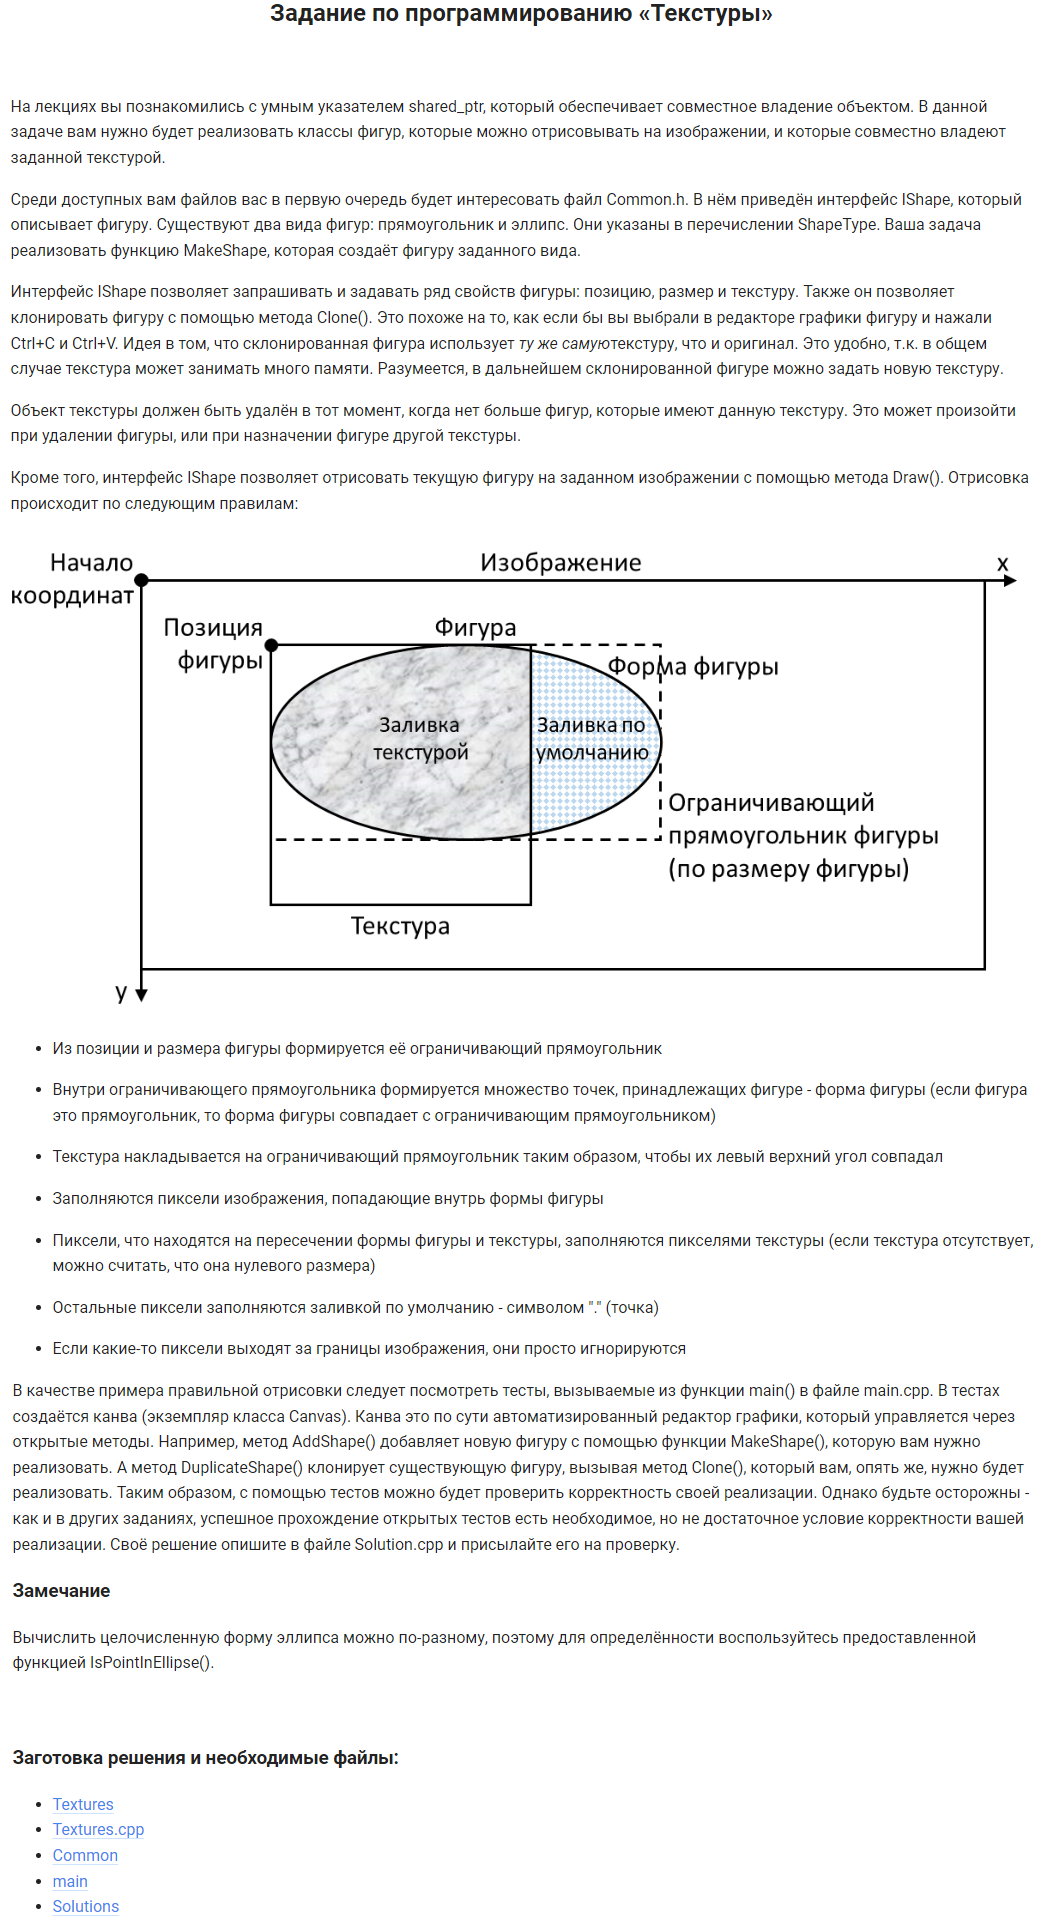 Задание по программированию «Текстуры»
На лекциях вы познакомились с умным указателем shared_ptr, который обеспечивает совместное владение объектом. В данной
задаче вам нужно будет реализовать классы фигур, которые можно отрисовывать на изображении, и которые совместно владеют
заданной текстурой.
Среди доступных вам файлов вас в первую очередь будет интересовать файл Common.h. В нём приведён интерфейс IShape, который
описывает фигуру. Существуют два вида фигур: прямоугольник и эллипс. Они указаны в перечислении ShapeType. Ваша задача
реализовать функцию MakeShape, которая создаёт фигуру заданного вида.
Интерфейс IShape позволяет запрашивать и задавать ряд свойств фигуры: позицию, размер и текстуру. Также он позволяет
клонировать фигуру с помощью метода Clone(). Это похоже на то, как если бы вы выбрали в редакторе графики фигуру и нажали
Ctrl+C и Ctrl+V. Идея в том, что склонированная фигура использует ту же самуютекстуру, что и оригинал. Это удобно, т.к. в общем
случае текстура может занимать много памяти. Разумеется, в дальнейшем склонированной фигуре можно задать новую текстуру.
Объект текстуры должен быть удалён в тот момент, когда нет больше фигур, которые имеют данную текстуру. Это может произойти
при удалении фигуры, или при назначении фигуре другой текстуры.
Кроме того, интерфейс IShape позволяет отрисовать текущую фигуру на заданном изображении с помощью метода Draw(). Отрисовка
происходит по следующим правилам:
Начало
координат
Изображение
x
Позиция
фигуры
Фигура
Форма фигуры
Заливка
текстурой
Заливка по
умолчанию
Ограничивающий
прямоугольник фигуры
(по размеру фигуры)
Текстура
y
• Из позиции и размера фигуры формируется её ограничивающий прямоугольник
• Внутри ограничивающего прямоугольника формируется множество точек, принадлежащих фигуре - форма фигуры (если фигура
это прямоугольник, то форма фигуры совпадает с ограничивающим прямоугольником)
• Текстура накладывается на ограничивающий прямоугольник таким образом, чтобы их левый верхний угол совпадал
• Заполняются пиксели изображения, попадающие внутрь формы фигуры
• Пиксели, что находятся на пересечении формы фигуры и текстуры, заполняются пикселями текстуры (если текстура отсутствует,
можно считать, что она нулевого размера)
• Остальные пиксели заполняются заливкой по умолчанию - символом "." (точка)
• Если какие-то пиксели выходят за границы изображения, они просто игнорируются
В качестве примера правильной отрисовки следует посмотреть тесты, вызываемые из функции main() в файле main.cpp. В тестах
создаётся канва (экземпляр класса Canvas). Канва это по сути автоматизированный редактор графики, который управляется через
открытые методы. Например, метод AddShape() добавляет новую фигуру с помощью функции MakeShape(), которую вам нужно
реализовать. А метод DuplicateShape() клонирует существующую фигуру, вызывая метод Clone(), который вам, опять же, нужно будет
реализовать. Таким образом, с помощью тестов можно будет проверить корректность своей реализации. Однако будьте осторожны -
как и в других заданиях, успешное прохождение открытых тестов есть необходимое, но не достаточное условие корректности вашей
реализации. Своё решение опишите в файле Solution.cpp и присылайте его на проверку.
Замечание
Вычислить целочисленную форму эллипса можно по-разному, поэтому для определённости воспользуйтесь предоставленной
функцией IsPointInEllipse().
Заготовка решения и необходимые файлы:
• Textures
• Textures.cpp
• Common
• main
• Solutions